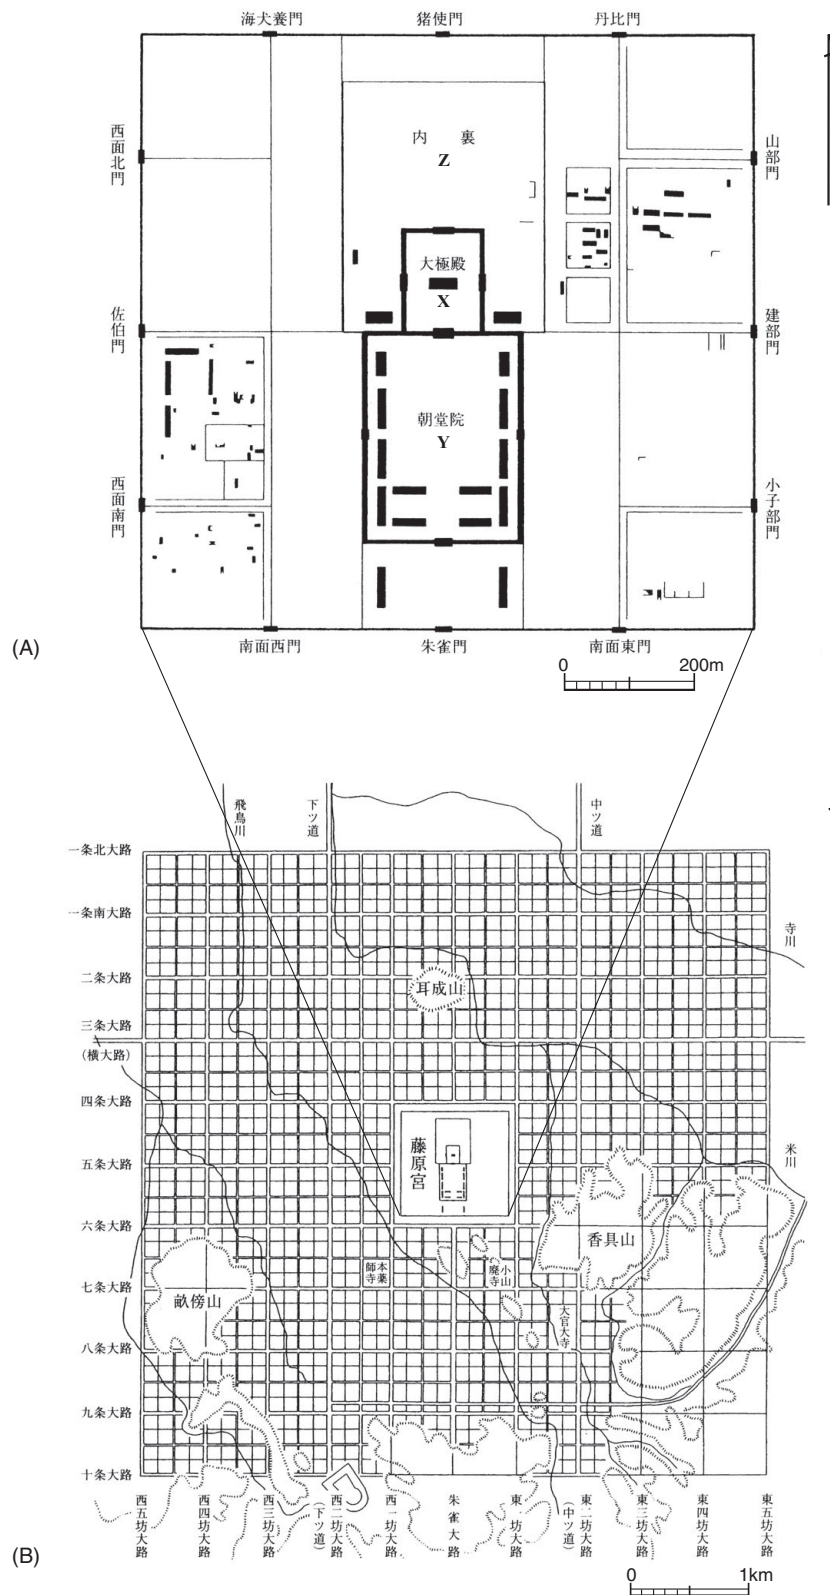 海犬養門
猪使門
丹比門
西面北門
山部門
内裏
Z
大極殿
X
佐伯門
建部門
朝堂院
Y
西面南門
小子部門
南面西門
朱雀門
南面東門
(A)
0 200m
飛鳥川
下ツ道
中ツ道
一条北大路
一条南大路
寺川
二条大路
耳成山
三条大路
(横大路)
四条大路
藤原宮
五条大路
米川
六条大路
香具山
本薬師寺
小山廃寺
七条大路
畝傍山
大官大寺
八条大路
九条大路
十条大路
西五坊大路
西四坊大路
西三坊大路
(下ツ道)
西二坊大路
西一坊大路
朱雀大路
東一坊大路
(中ツ道)
東二坊大路
東三坊大路
東四坊大路
東五坊大路
(B)
0 1km